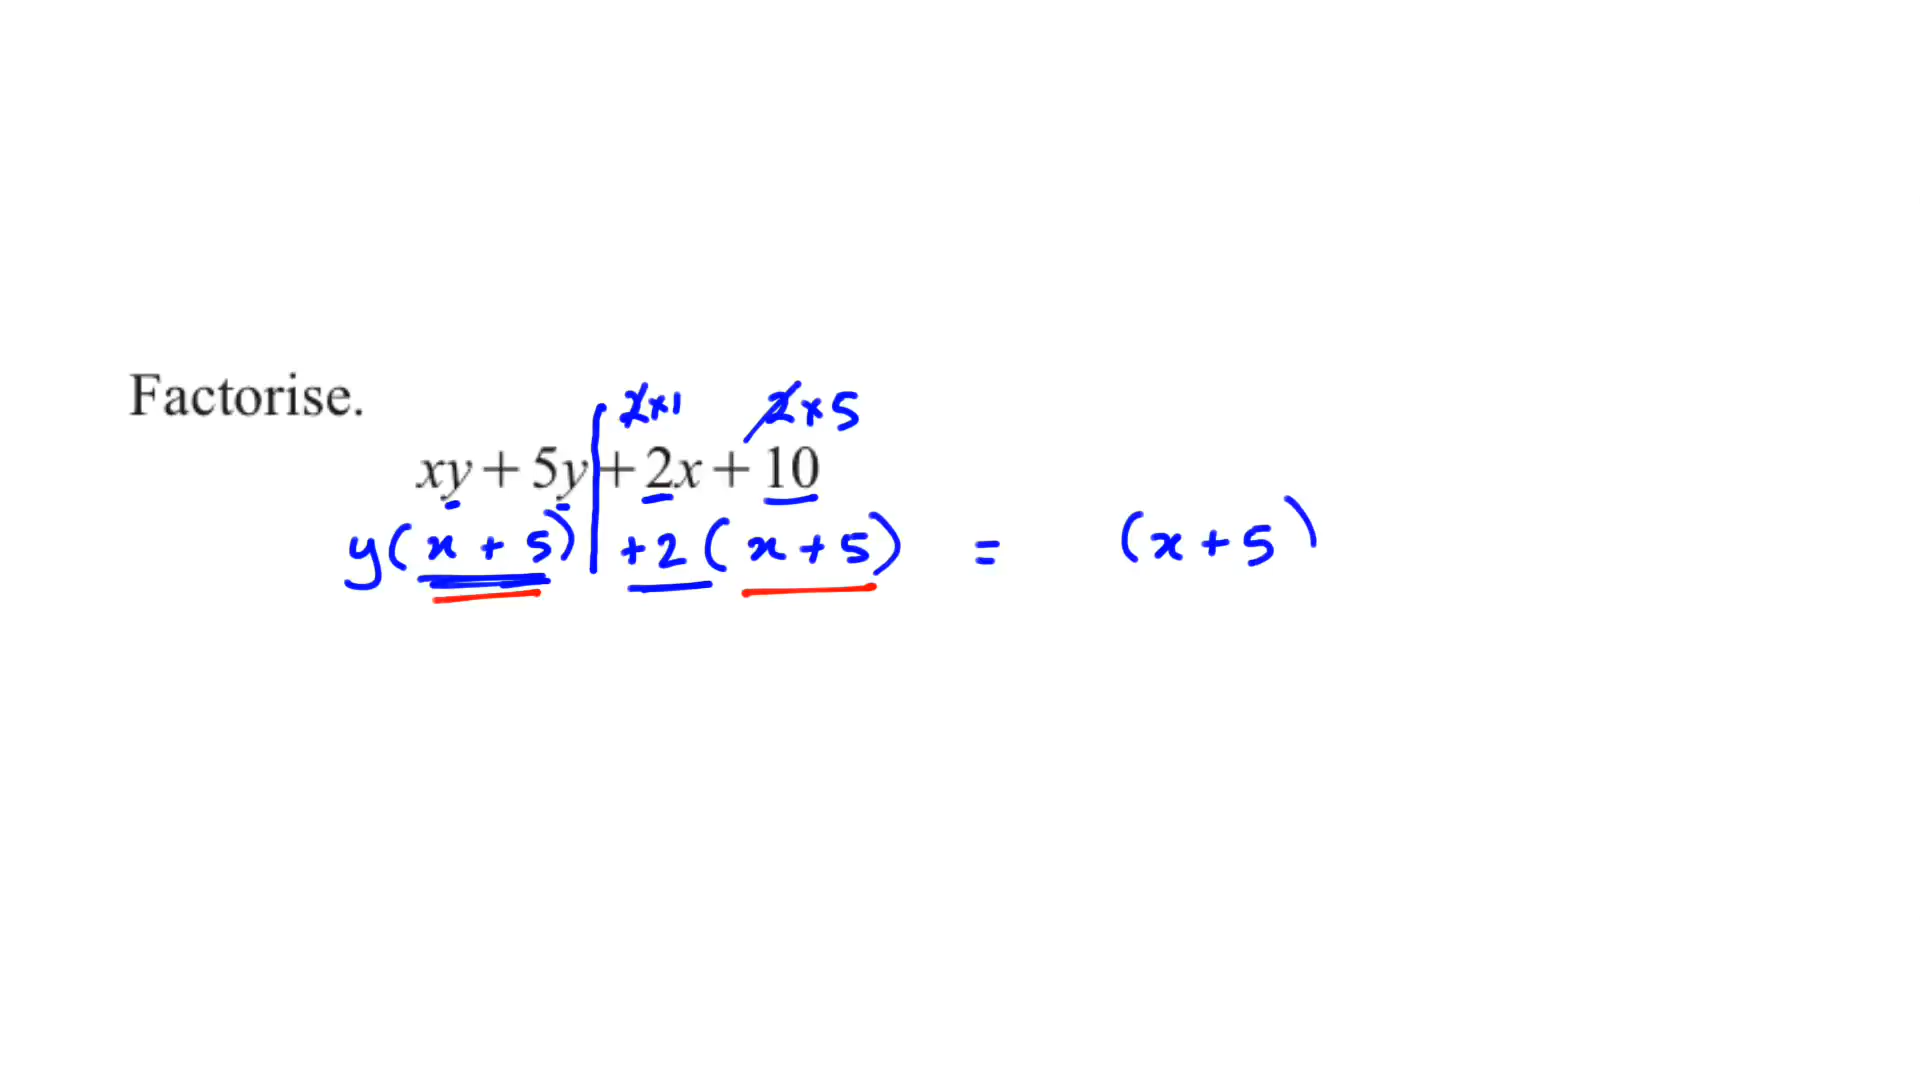 Factorise.
2×1 2×5
xy + 5y + 2x + 10
y(x + 5) +2(x + 5) = (x + 5)